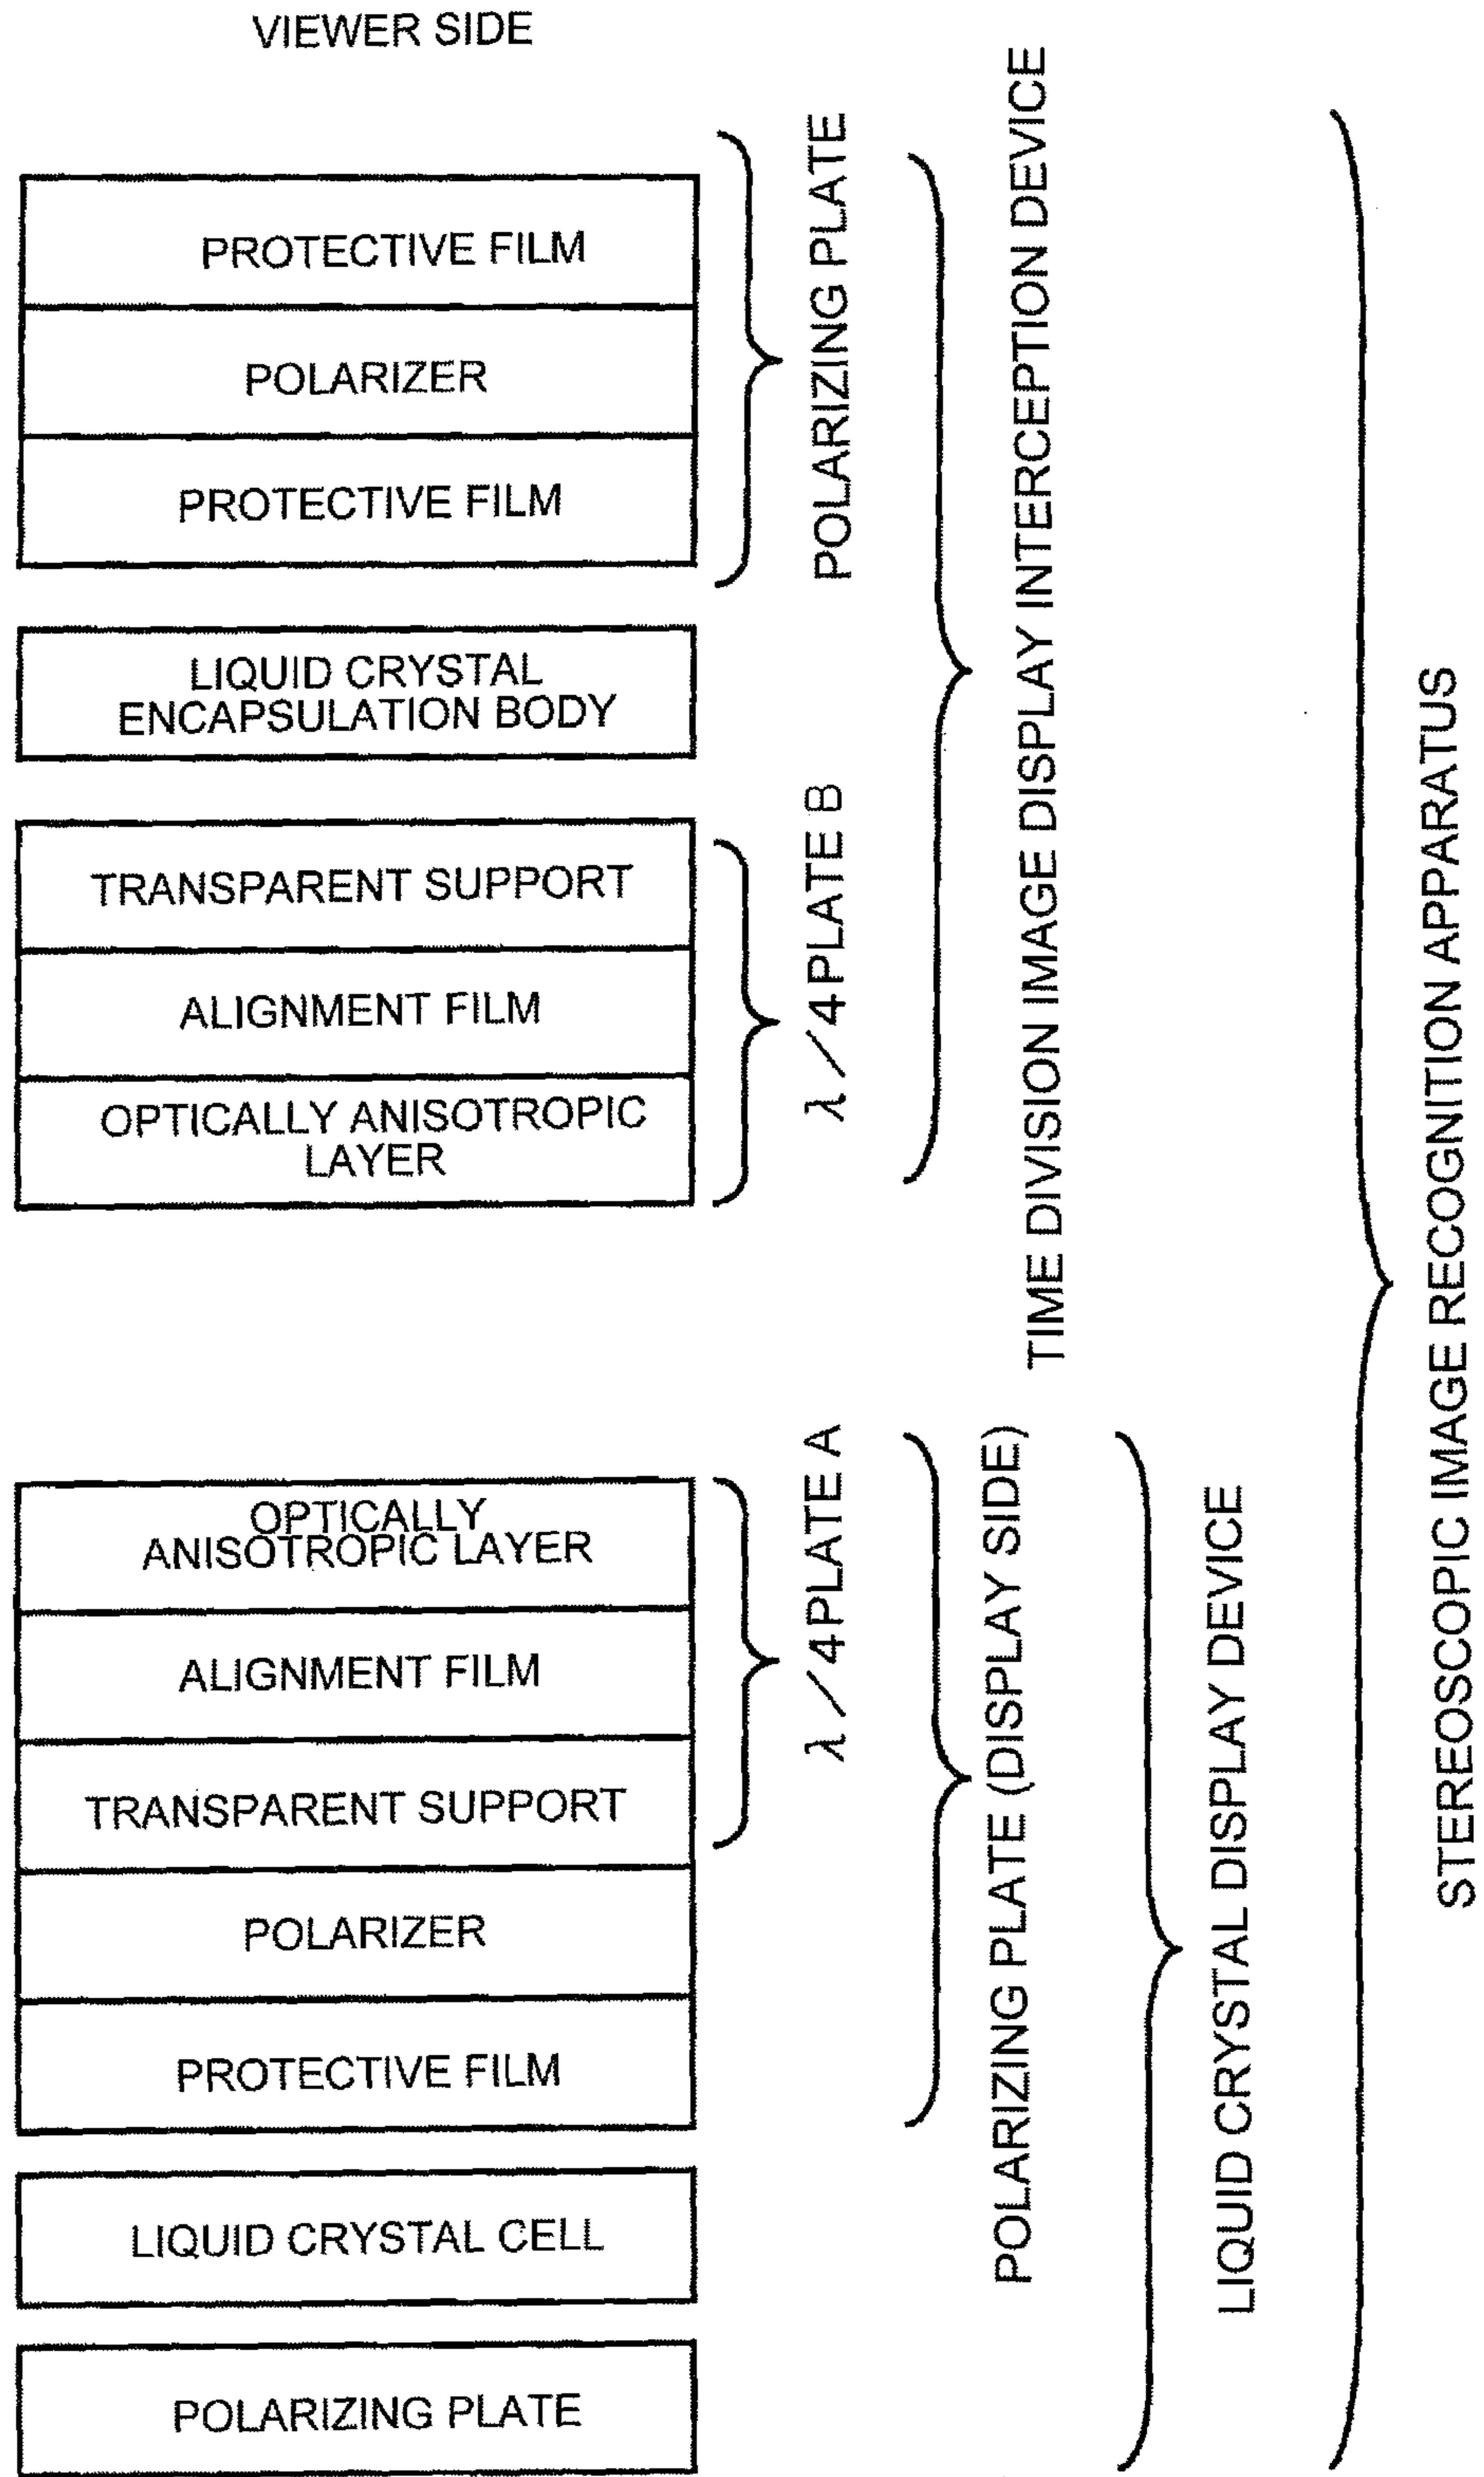 VIEWER SIDE
PROTECTIVE FILM
POLARIZER
PROTECTIVE FILM
POLARIZING PLATE
LIQUID CRYSTAL
ENCAPSULATION BODY
TRANSPARENT SUPPORT
ALIGNMENT FILM
OPTICALLY ANISOTROPIC
LAYER
λ/4PLATE B
TIME DIVISION IMAGE DISPLAY INTERCEPTION DEVICE
OPTICALLY
ANISOTROPIC LAYER
ALIGNMENT FILM
TRANSPARENT SUPPORT
λ/4PLATE A
POLARIZER
PROTECTIVE FILM
POLARIZING PLATE (DISPLAY SIDE)
LIQUID CRYSTAL CELL
POLARIZING PLATE
LIQUID CRYSTAL DISPLAY DEVICE
STEREOSCOPIC IMAGE RECOGNITION APPARATUS